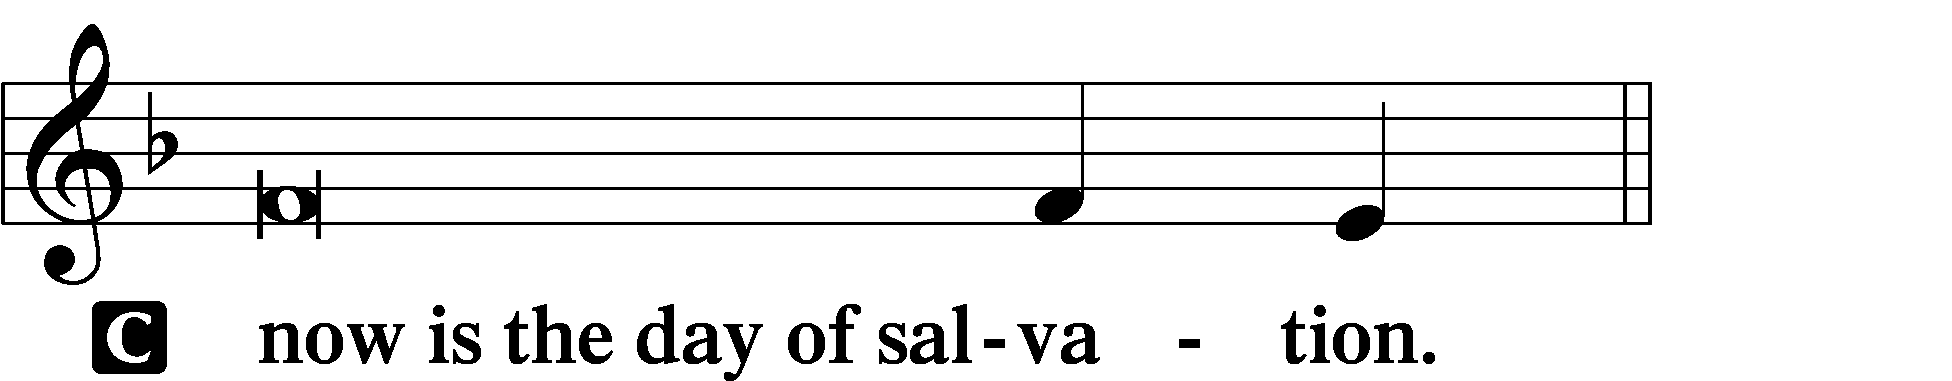 C now is the day of sal-va - tion.